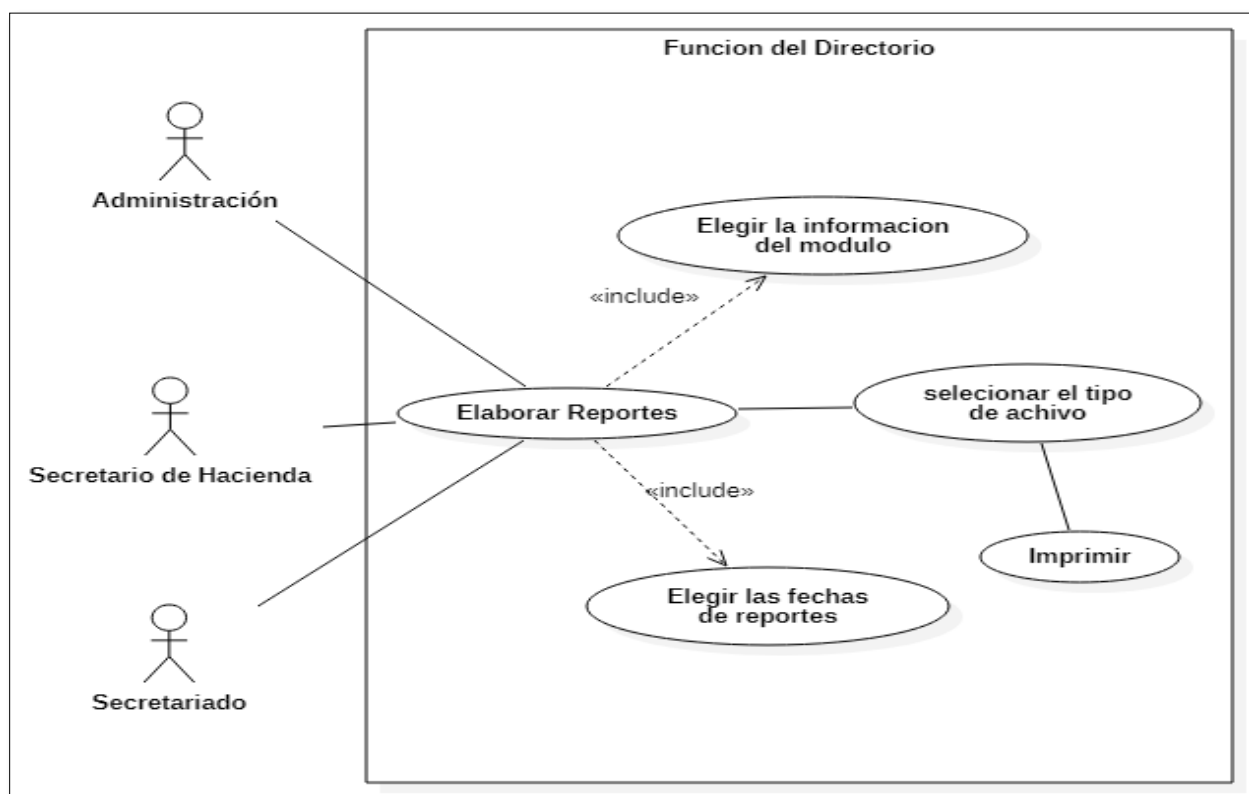 Funcion del Directorio
Administración
Elegir la informacion
del modulo
«include»
Secretario de Hacienda
Elaborar Reportes
selecionar el tipo
de achivo
«include»
Imprimir
Elegir las fechas
de reportes
Secretariado